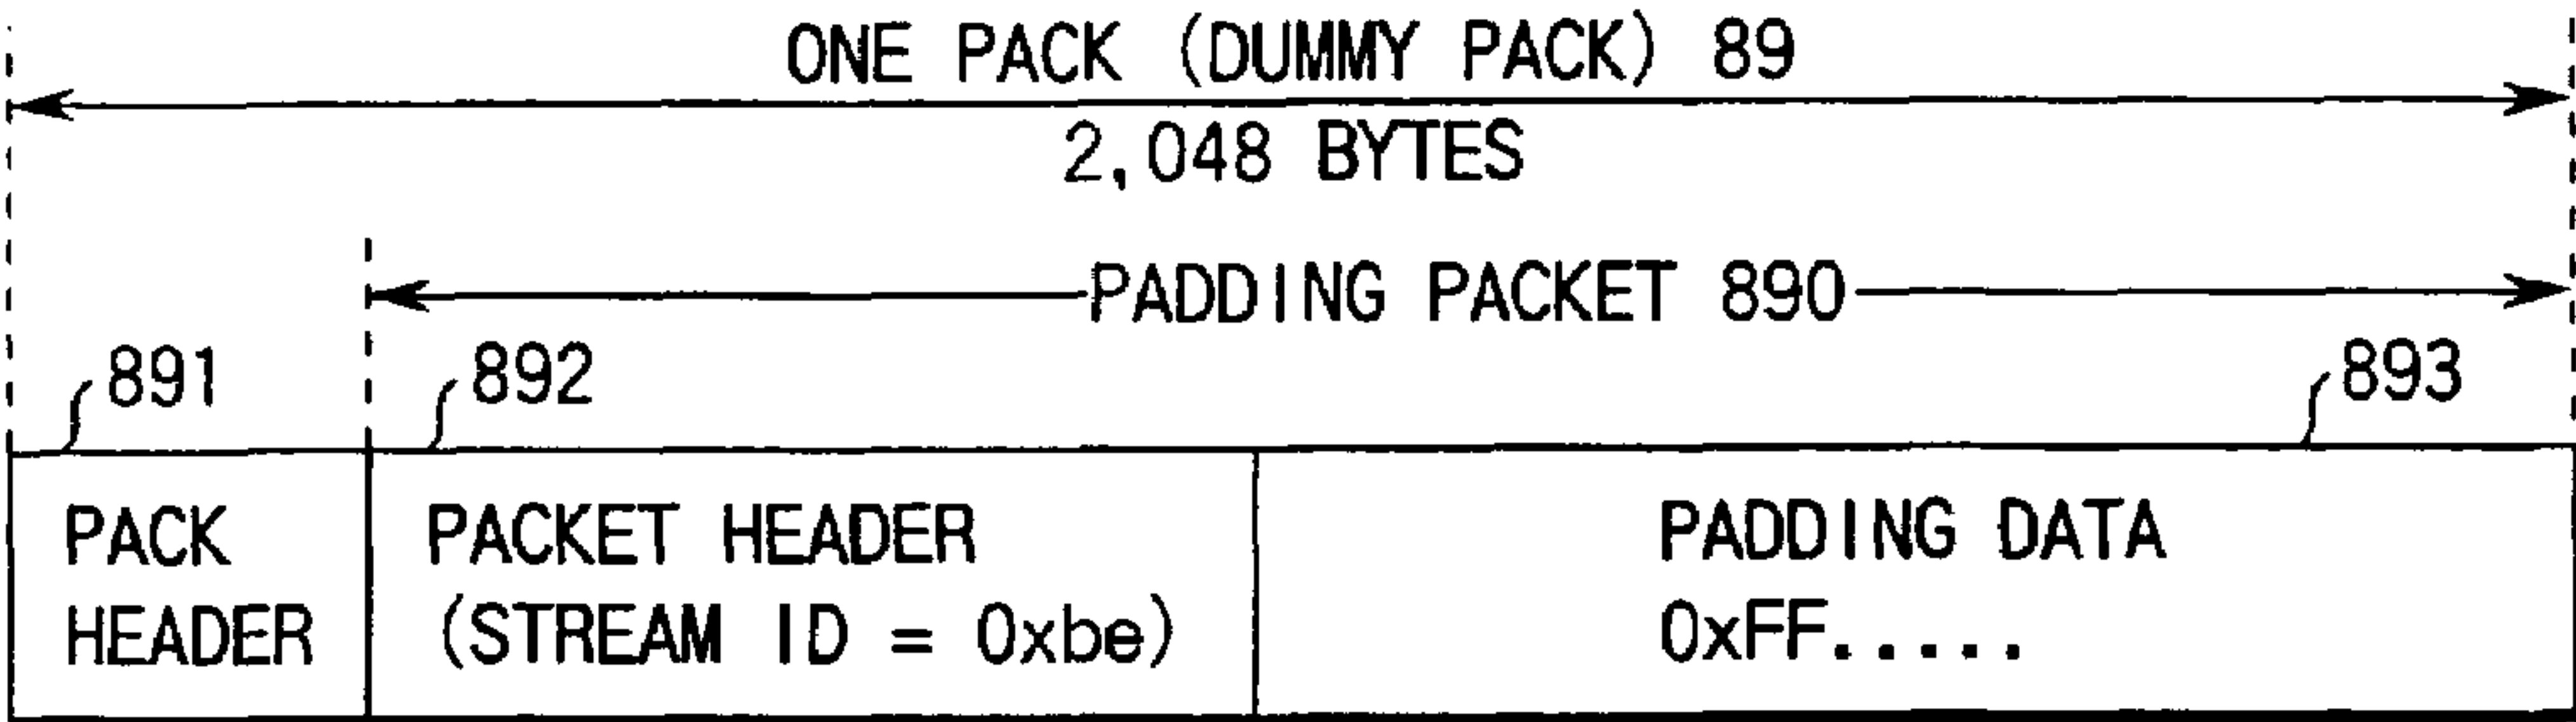 ONE PACK (DUMMY PACK) 89
2,048 BYTES
PADDING PACKET 890
891
892
893
PACK
HEADER
PACKET HEADER
(STREAM ID = 0xbe)
PADDING DATA
0xFF.....